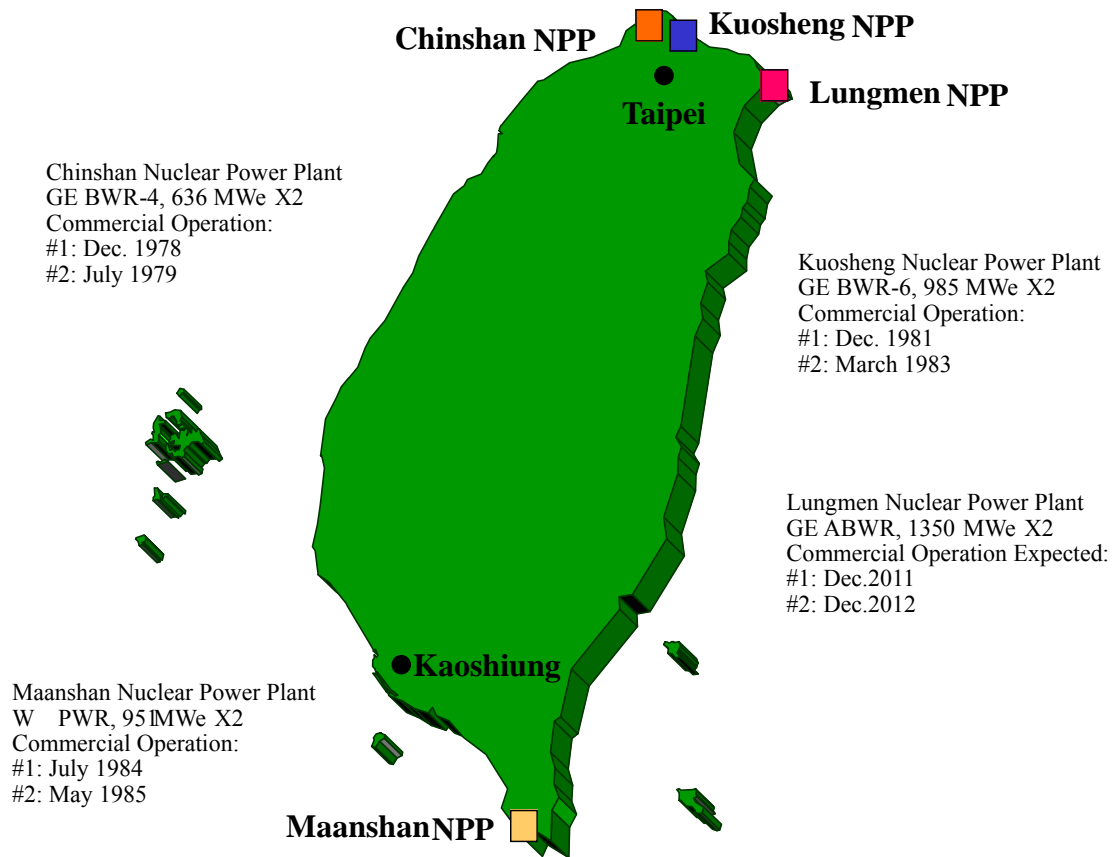 Chinshan NPP
Kuosheng NPP
Lungmen NPP
Taipei
Chinshan Nuclear Power Plant
GE BWR-4, 636 MWe X2
Commercial Operation:
#1: Dec. 1978
#2: July 1979
Kuosheng Nuclear Power Plant
GE BWR-6, 985 MWe X2
Commercial Operation:
#1: Dec. 1981
#2: March 1983
Lungmen Nuclear Power Plant
GE ABWR, 1350 MWe X2
Commercial Operation Expected:
#1: Dec.2011
#2: Dec.2012
Kaoshiung
Maanshan Nuclear Power Plant
W PWR, 951MWe X2
Commercial Operation:
#1: July 1984
#2: May 1985
Maanshan NPP